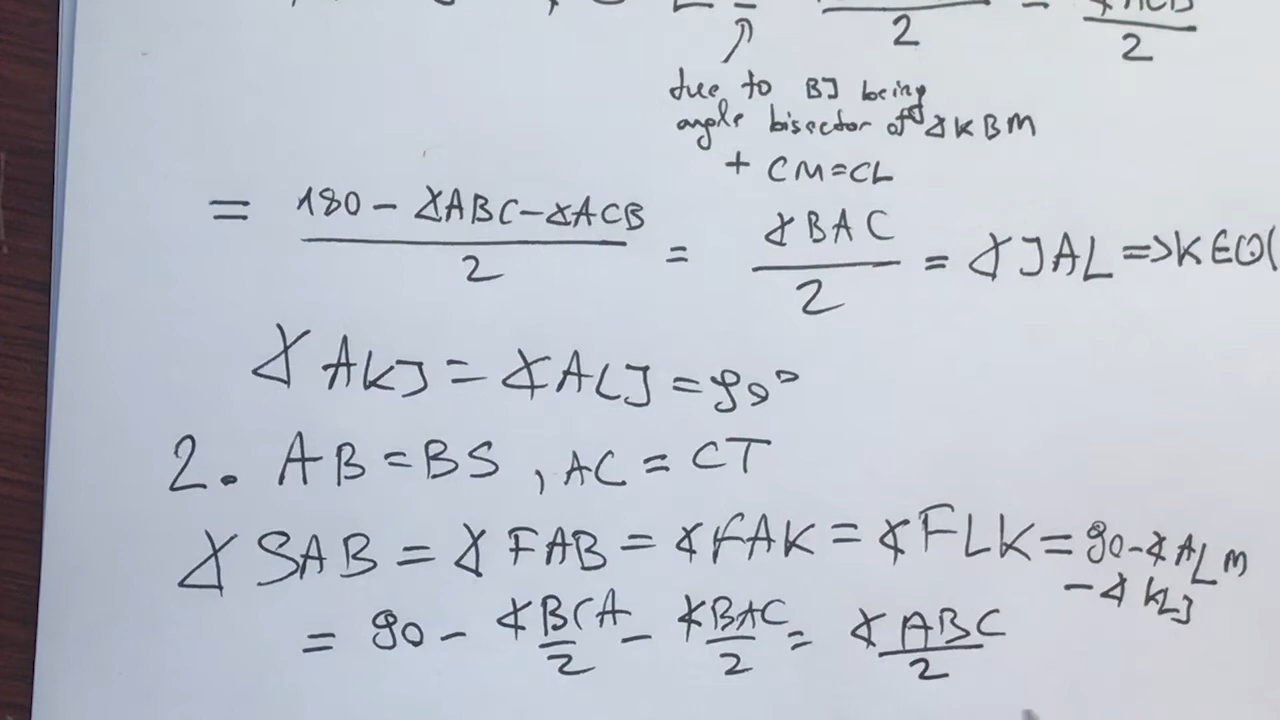 2 = ∡ACB / 2
due to BJ being
angle bisector of ∡KBM
+ CM=CL
= (180 - ∡ABC - ∡ACB) / 2 = ∡BAC / 2 = ∡JAL => K∈⊙(
∡AKJ = ∡ALJ = 90°
2. AB = BS, AC = CT
∡SAB = ∡FAB = ∡FAK = ∡FLK = 90 - ∡ALM
- ∡KLJ
= 90 - ∡BCA / 2 - ∡BAC / 2 = ∡ABC / 2